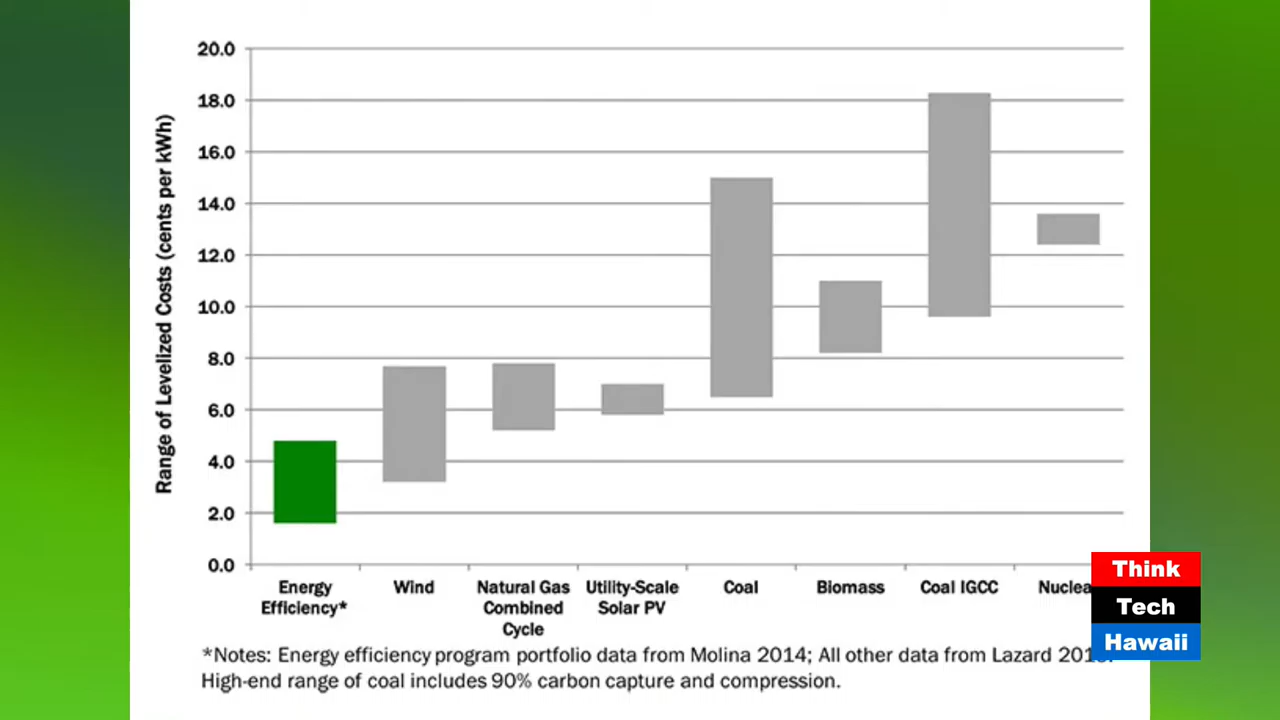 Range of Levelized Costs (cents per kWh)
20.0
18.0
16.0
14.0
12.0
10.0
8.0
6.0
4.0
2.0
0.0
Energy Efficiency*
Wind
Natural Gas Combined Cycle
Utility-Scale Solar PV
Coal
Biomass
Coal IGCC
*Notes: Energy efficiency program portfolio data from Molina 2014; All other data from Lazard
High-end range of coal includes 90% carbon capture and compression.
Think
Tech
Hawaii